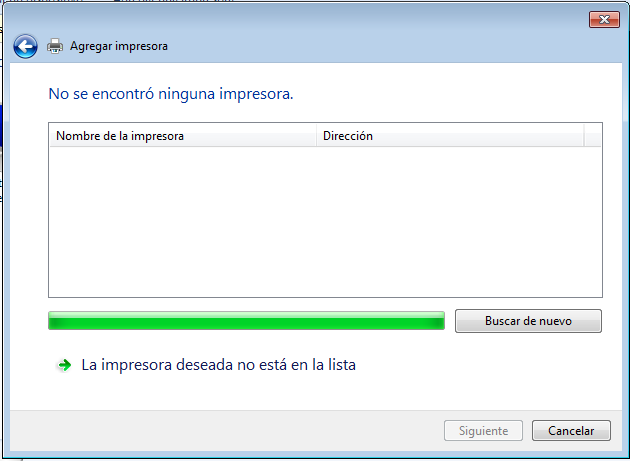 Agregar impresora
No se encontró ninguna impresora.
Nombre de la impresora Dirección
Buscar de nuevo
La impresora deseada no está en la lista
Siguiente Cancelar